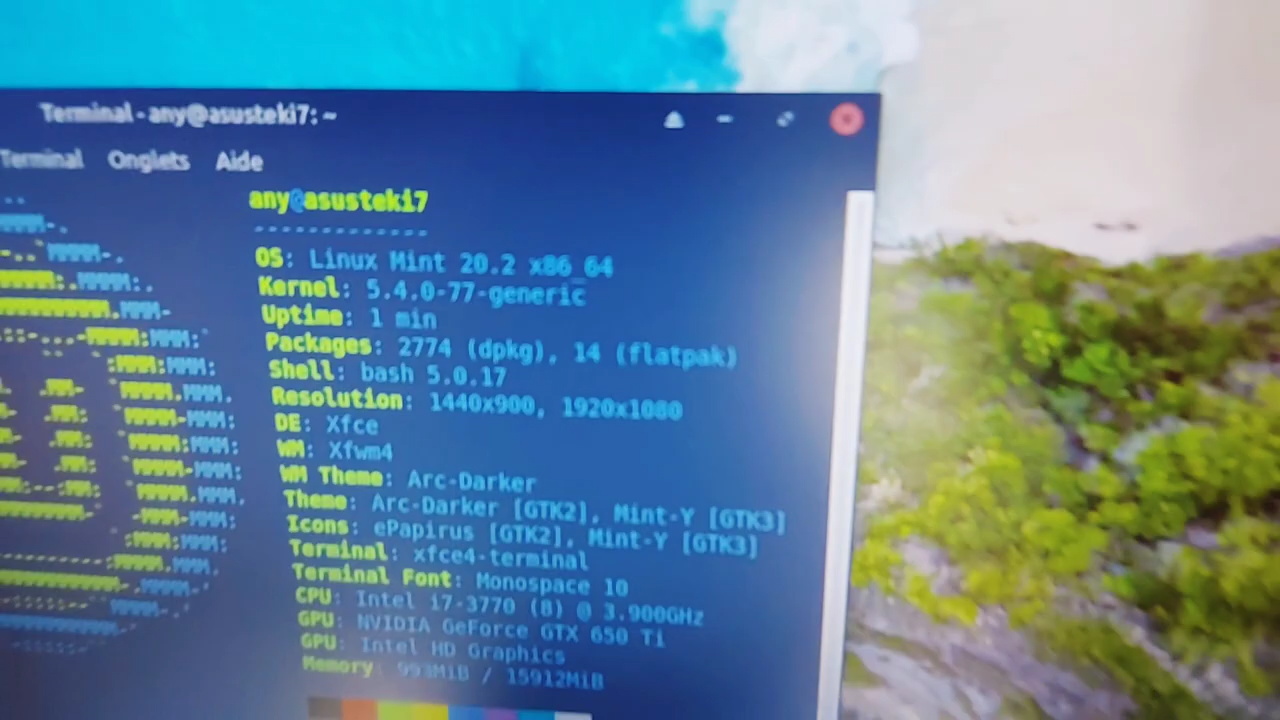 Terminal - any@asusteki7: ~
Terminal Onglets Aide
any@asusteki7
-------------
OS: Linux Mint 20.2 x86_64
Kernel: 5.4.0-77-generic
Uptime: 1 min
Packages: 2774 (dpkg), 14 (flatpak)
Shell: bash 5.0.17
Resolution: 1440x900, 1920x1080
DE: Xfce
WM: Xfwm4
WM Theme: Arc-Darker
Theme: Arc-Darker [GTK2], Mint-Y [GTK3]
Icons: ePapirus [GTK2], Mint-Y [GTK3]
Terminal: xfce4-terminal
Terminal Font: Monospace 10
CPU: Intel i7-3770 (8) @ 3.900GHz
GPU: NVIDIA GeForce GTX 650 Ti
GPU: Intel HD Graphics
Memory: 993MiB / 15912MiB